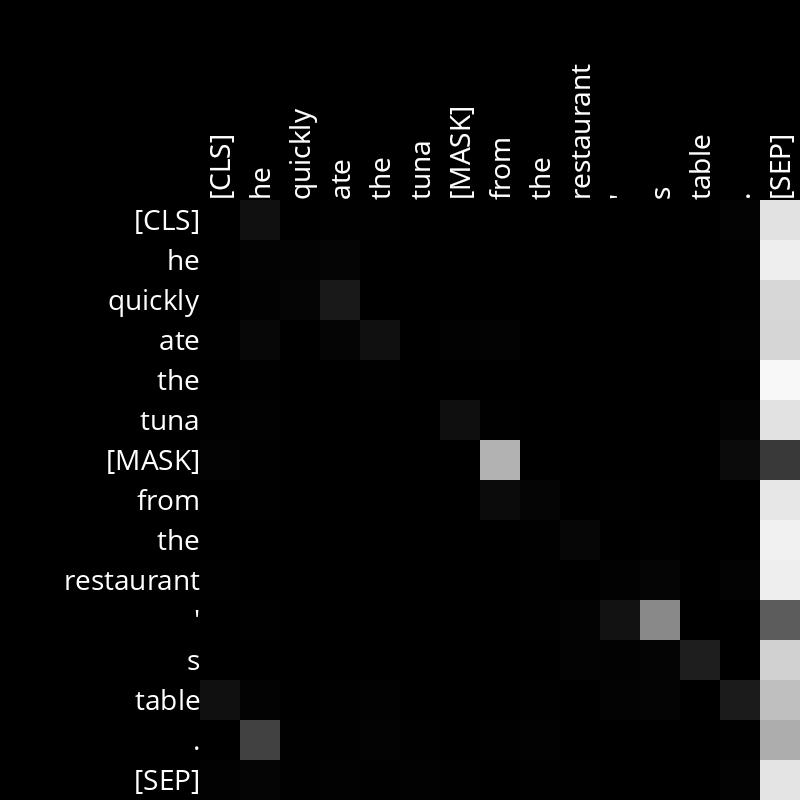 [CLS] he quickly ate the tuna [MASK] from the restaurant ' s table . [SEP]
[CLS]
he
quickly
ate
the
tuna
[MASK]
from
the
restaurant
'
s
table
.
[SEP]